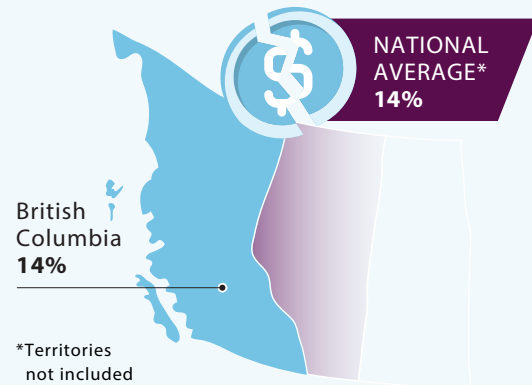 $
NATIONAL
AVERAGE*
14%
British
Columbia
14%
*Territories
not included